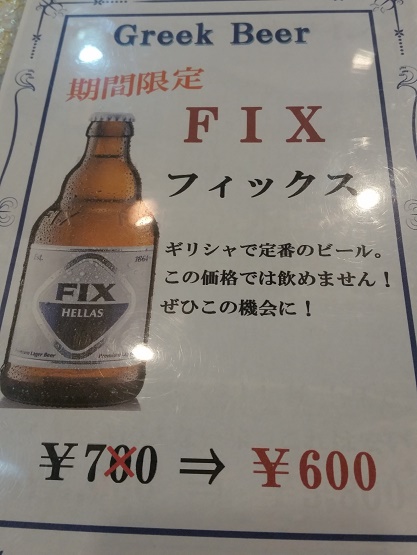 Greek Beer
期間限定
FIX
フィックス
ギリシャで定番のビール。
この価格では飲めません！
ぜひこの機会に！
FIX
HELLAS
¥700 ⇒ ¥600